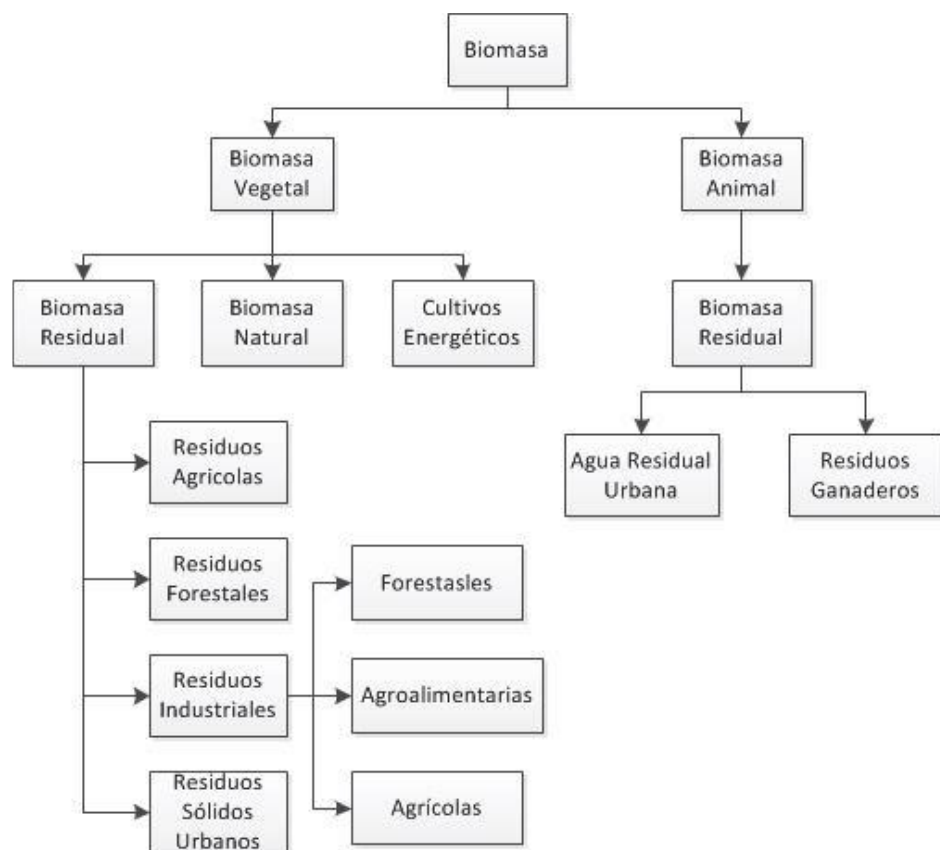 Biomasa
Biomasa
Vegetal
Biomasa
Animal
Biomasa
Residual
Biomasa
Natural
Cultivos
Energéticos
Biomasa
Residual
Residuos
Agricolas
Agua Residual
Urbana
Residuos
Ganaderos
Residuos
Forestales
Forestasles
Residuos
Industriales
Agroalimentarias
Residuos
Sólidos
Urbanos
Agrícolas